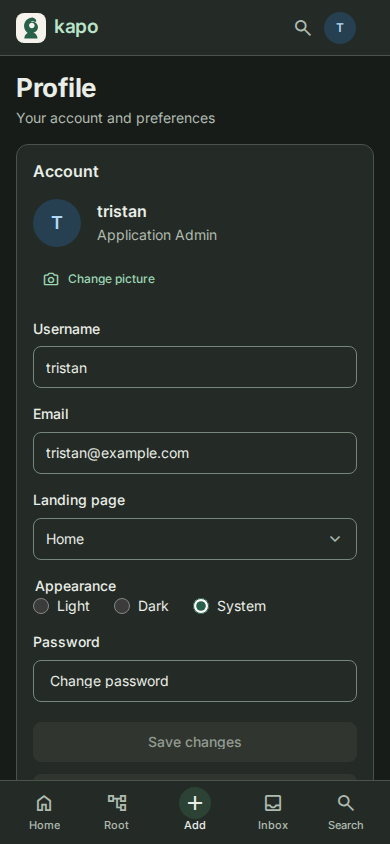 kapo
T
Profile
Your account and preferences
Account
T
tristan
Application Admin
Change picture
Username
tristan
Email
tristan@example.com
Landing page
Home
Appearance
Light Dark System
Password
Change password
Save changes
Home Root Add Inbox Search